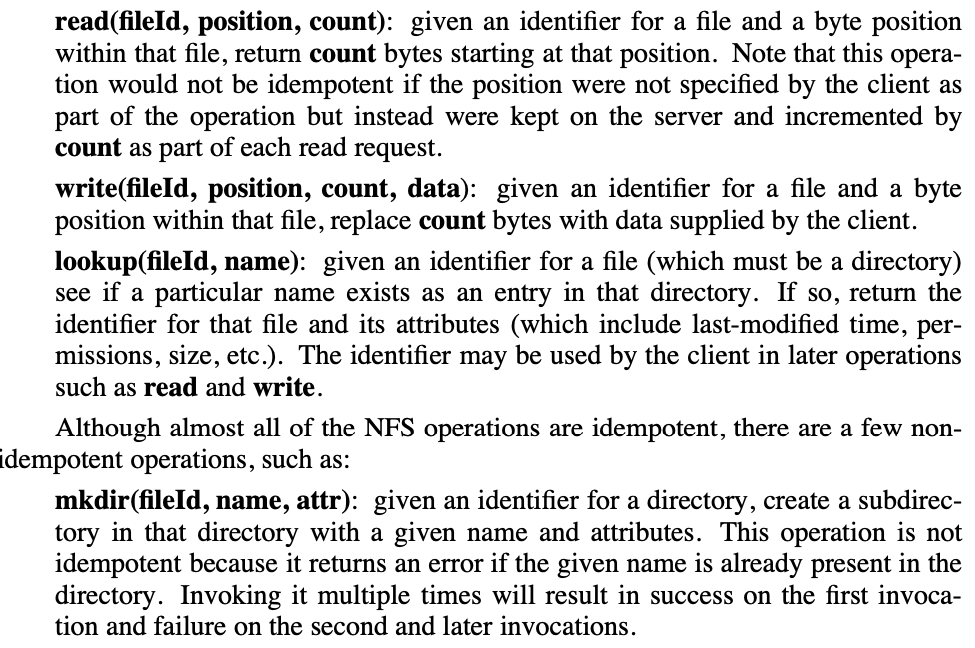 read(fileId, position, count): given an identifier for a file and a byte position
within that file, return count bytes starting at that position. Note that this opera-
tion would not be idempotent if the position were not specified by the client as
part of the operation but instead were kept on the server and incremented by
count as part of each read request.
write(fileId, position, count, data): given an identifier for a file and a byte
position within that file, replace count bytes with data supplied by the client.
lookup(fileId, name): given an identifier for a file (which must be a directory)
see if a particular name exists as an entry in that directory. If so, return the
identifier for that file and its attributes (which include last-modified time, per-
missions, size, etc.). The identifier may be used by the client in later operations
such as read and write.
Although almost all of the NFS operations are idempotent, there are a few non-
idempotent operations, such as:
mkdir(fileId, name, attr): given an identifier for a directory, create a subdirec-
tory in that directory with a given name and attributes. This operation is not
idempotent because it returns an error if the given name is already present in the
directory. Invoking it multiple times will result in success on the first invoca-
tion and failure on the second and later invocations.